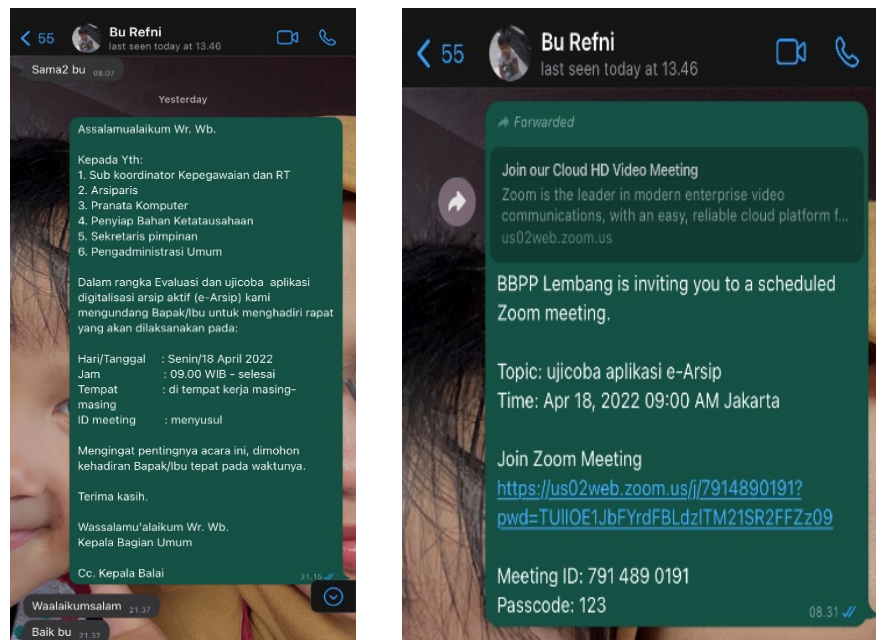 55
Bu Refni
last seen today at 13.46
Sama2 bu 08.07
Yesterday
Assalamualaikum Wr. Wb.
Kepada Yth:
1. Sub koordinator Kepegawaian dan RT
2. Arsiparis
3. Pranata Komputer
4. Penyiap Bahan Ketatausahaan
5. Sekretaris pimpinan
6. Pengadministrasi Umum
Dalam rangka Evaluasi dan ujicoba aplikasi
digitalisasi arsip aktif (e-Arsip) kami
mengundang Bapak/Ibu untuk menghadiri rapat
yang akan dilaksanakan pada:
Hari/Tanggal : Senin/18 April 2022
Jam : 09.00 WIB - selesai
Tempat : di tempat kerja masing-
masing
ID meeting : menyusul
Mengingat pentingnya acara ini, dimohon
kehadiran Bapak/Ibu tepat pada waktunya.
Terima kasih.
Wassalamu'alaikum Wr. Wb.
Kepala Bagian Umum
Cc. Kepala Balai 21.16
Waalaikumsalam 21.37
Baik bu 21.37
55
Bu Refni
last seen today at 13.46
Forwarded
Join our Cloud HD Video Meeting
Zoom is the leader in modern enterprise video
communications, with an easy, reliable cloud platform f...
us02web.zoom.us
BBPP Lembang is inviting you to a scheduled
Zoom meeting.
Topic: ujicoba aplikasi e-Arsip
Time: Apr 18, 2022 09:00 AM Jakarta
Join Zoom Meeting
https://us02web.zoom.us/j/7914890191?
pwd=TUllOE1JbFYrdFBLdzlTM21SR2FFZz09
Meeting ID: 791 489 0191
Passcode: 123
08.31